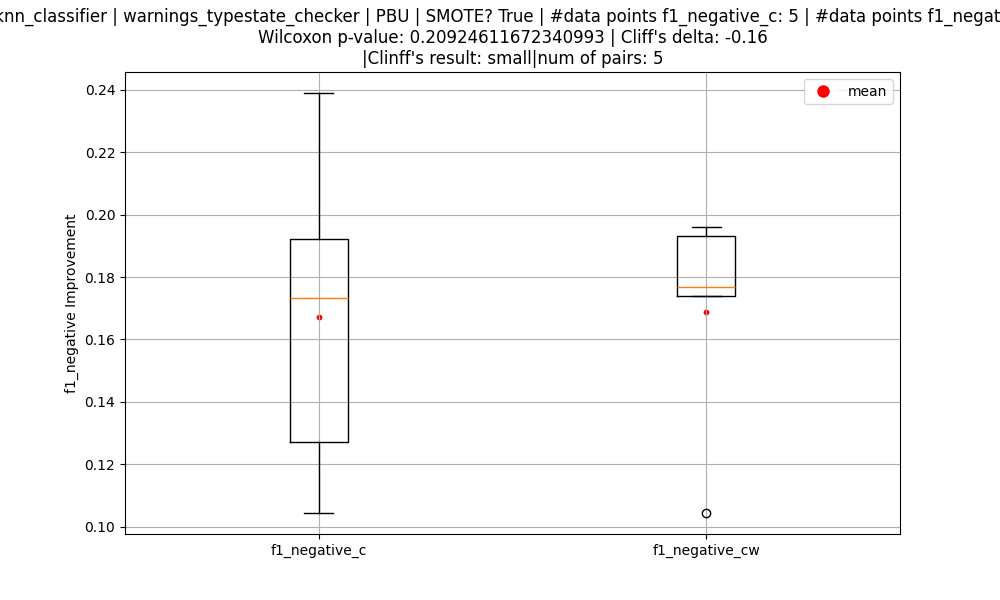 knn_classifier | warnings_typestate_checker | PBU | SMOTE? True | #data points f1_negative_c: 5 | #data points
Wilcoxon p-value: 0.20924611672340993 | Cliff's delta: -0.16
|Clinff's result: small|num of pairs: 5
mean
0.24
0.22
0.20
0.18
0.16
0.14
0.12
0.10
f1_negative Improvement
f1_negative_c
f1_negative_cw